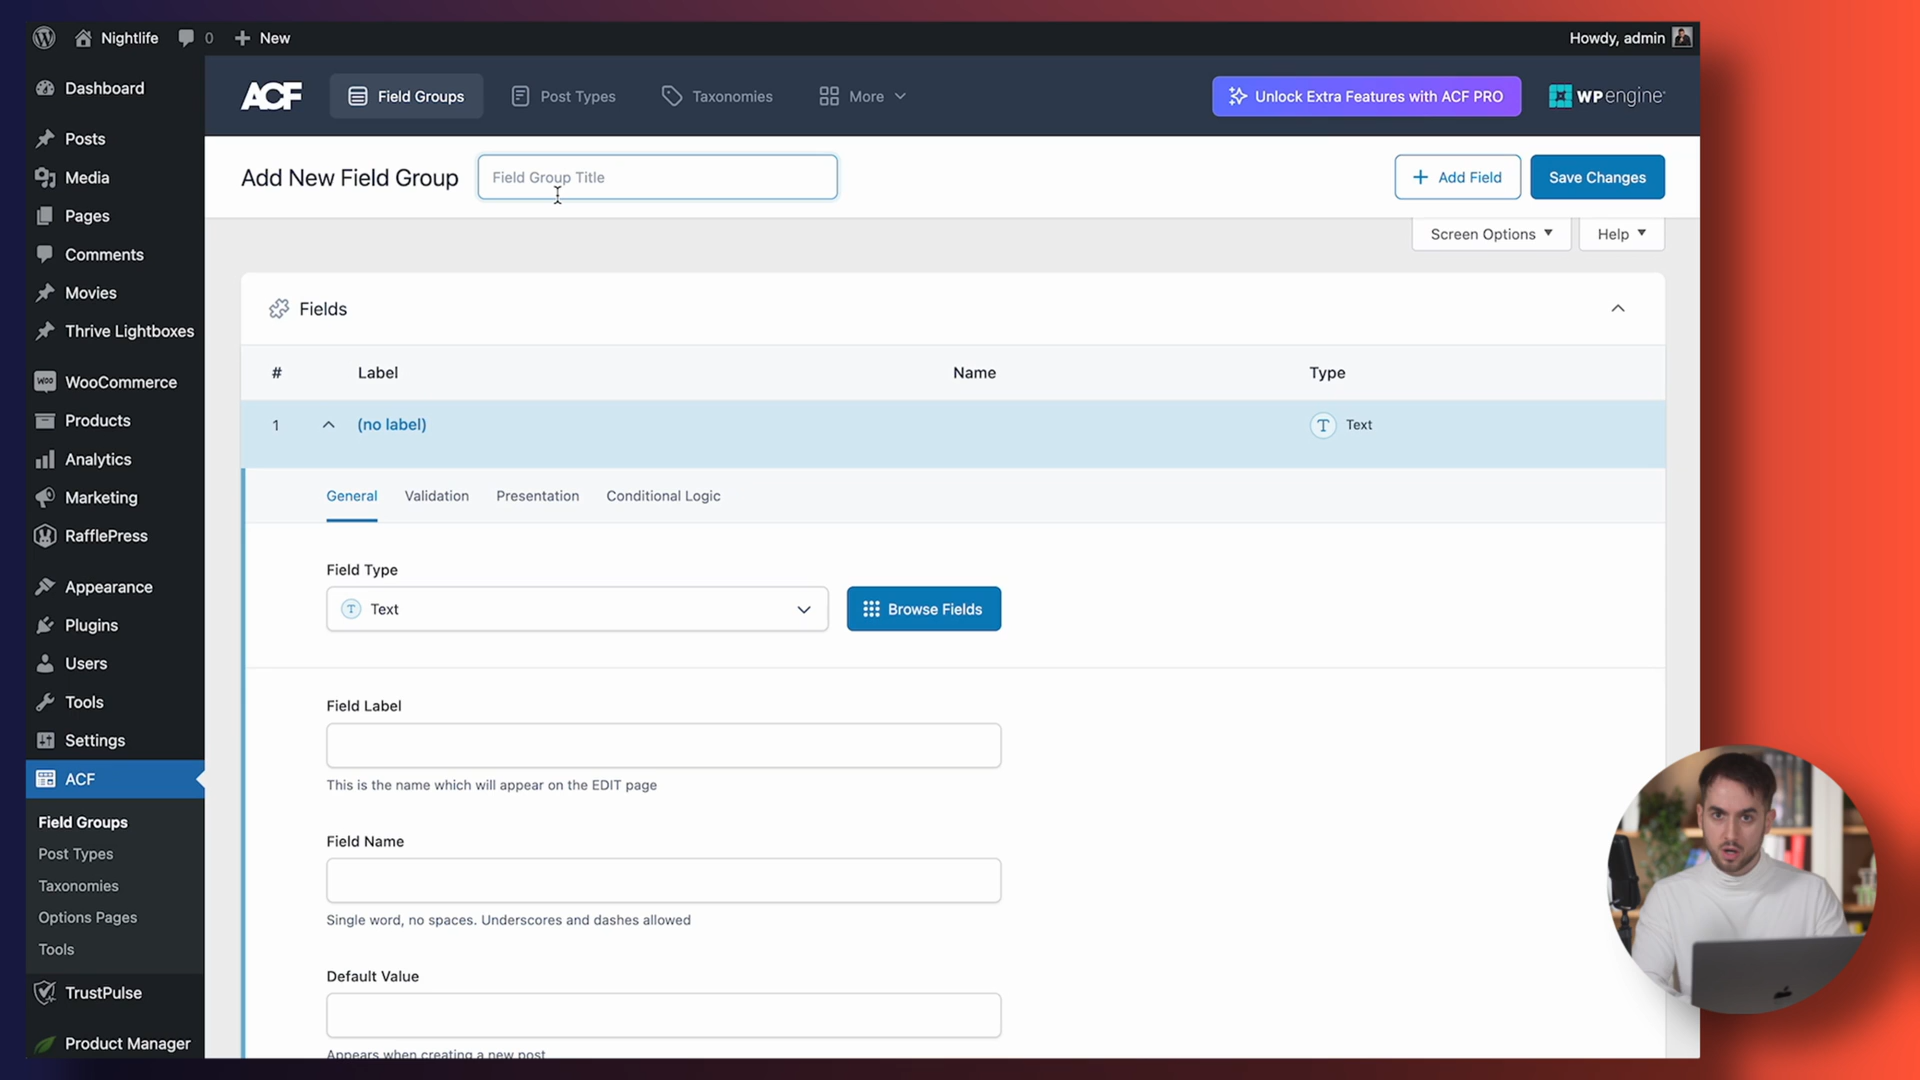 Nightlife
0
New
Howdy, admin
Dashboard
Posts
Media
Pages
Comments
Movies
Thrive Lightboxes
WooCommerce
Products
Analytics
Marketing
RafflePress
Appearance
Plugins
Users
Tools
Settings
ACF
Field Groups
Post Types
Taxonomies
Options Pages
Tools
TrustPulse
Product Manager
ACF
Field Groups
Post Types
Taxonomies
More
Unlock Extra Features with ACF PRO
WP engine
Add New Field Group
Field Group Title
Add Field
Save Changes
Screen Options
Help
Fields
# Label Name Type
1 (no label) T Text
General Validation Presentation Conditional Logic
Field Type
T Text
Browse Fields
Field Label
This is the name which will appear on the EDIT page
Field Name
Single word, no spaces. Underscores and dashes allowed
Default Value
Appears when creating a new post